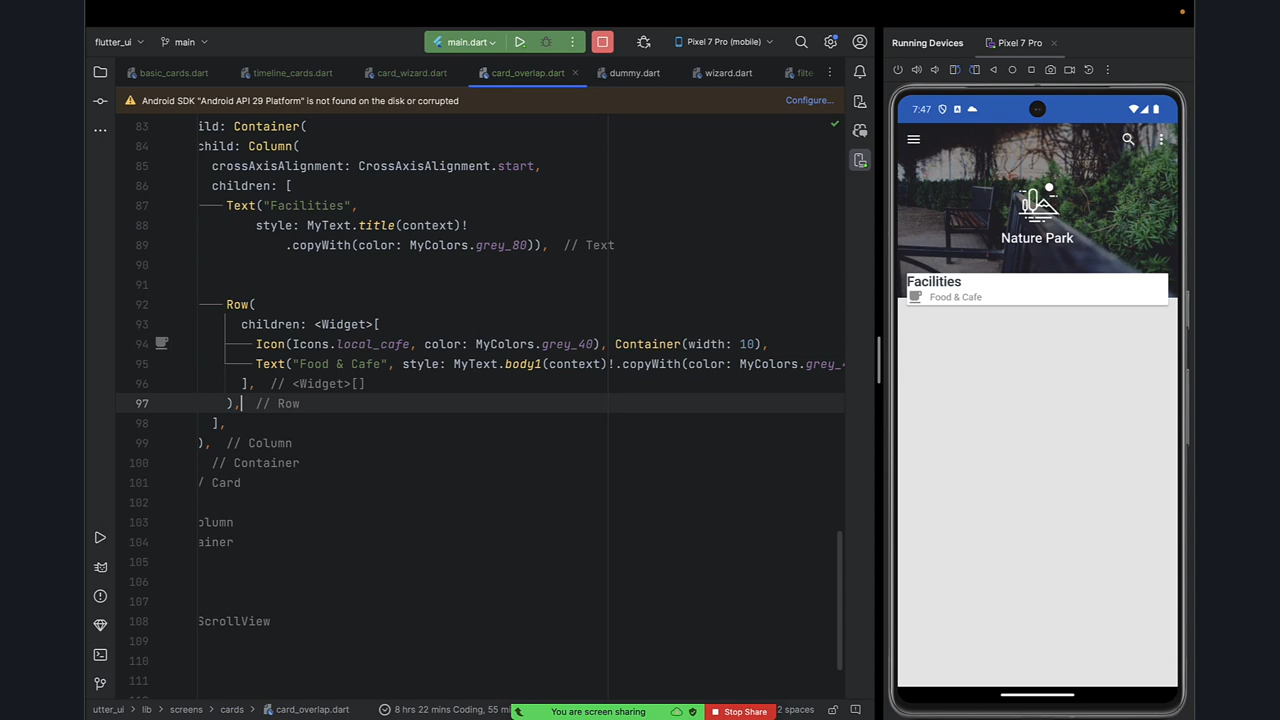 flutter_ui
main
main.dart
Pixel 7 Pro (mobile)
Running Devices
Pixel 7 Pro
basic_cards.dart
timeline_cards.dart
card_wizard.dart
card_overlap.dart
dummy.dart
wizard.dart
filte
Android SDK "Android API 29 Platform" is not found on the disk or corrupted
Configure...
83 ild: Container(
84 child: Column(
85 crossAxisAlignment: CrossAxisAlignment.start,
86 children: [
87 Text("Facilities",
88 style: MyText.title(context)!
89 .copyWith(color: MyColors.grey_80)), // Text
90
91
92 Row(
93 children: <Widget>[
94 Icon(Icons.local_cafe, color: MyColors.grey_40), Container(width: 10),
95 Text("Food & Cafe", style: MyText.body1(context)!.copyWith(color: MyColors.grey_4
96 ], // <Widget>[]
97 ), // Row
98 ],
99 ), // Column
100 // Container
101 // Card
102
103 olumn
104 ainer
105
106
107
108 ScrollView
109
110
111
utter_ui
lib
screens
cards
card_overlap.dart
8 hrs 22 mins Coding, 55 mi
You are screen sharing
Stop Share
2 spaces
7:47
Nature Park
Facilities
Food & Cafe